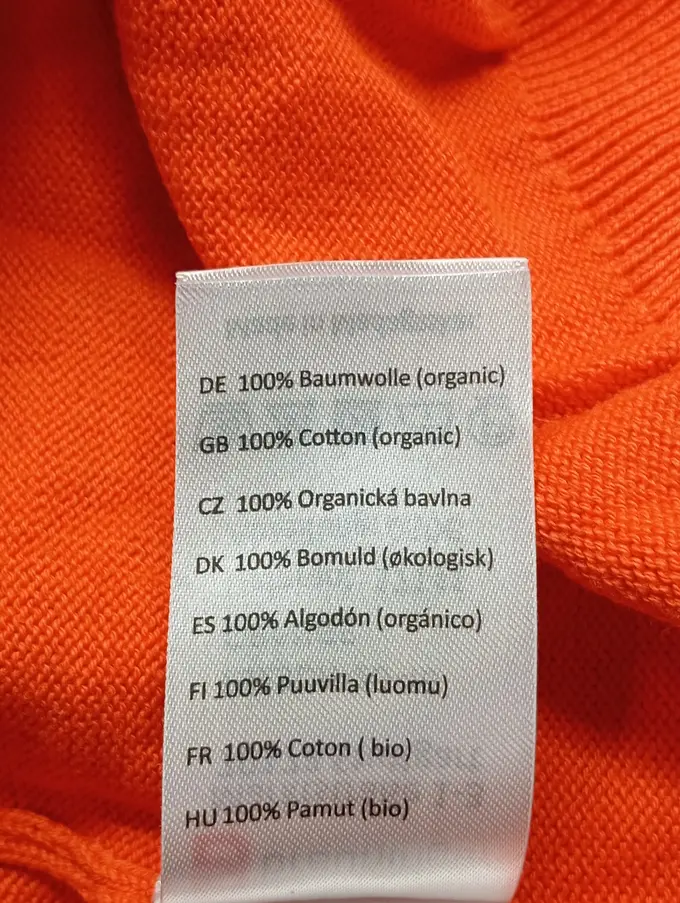 DE 100% Baumwolle (organic)
GB 100% Cotton (organic)
CZ 100% Organická bavlna
DK 100% Bomuld (økologisk)
ES 100% Algodón (orgánico)
FI 100% Puuvilla (luomu)
FR 100% Coton ( bio)
HU 100% Pamut (bio)